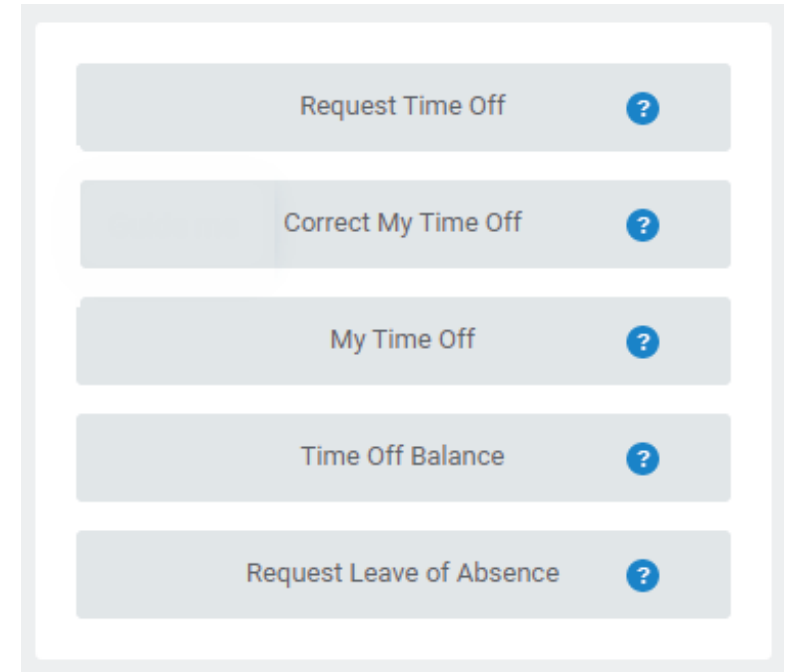 Request Time Off ?
Correct My Time Off ?
My Time Off ?
Time Off Balance ?
Request Leave of Absence ?